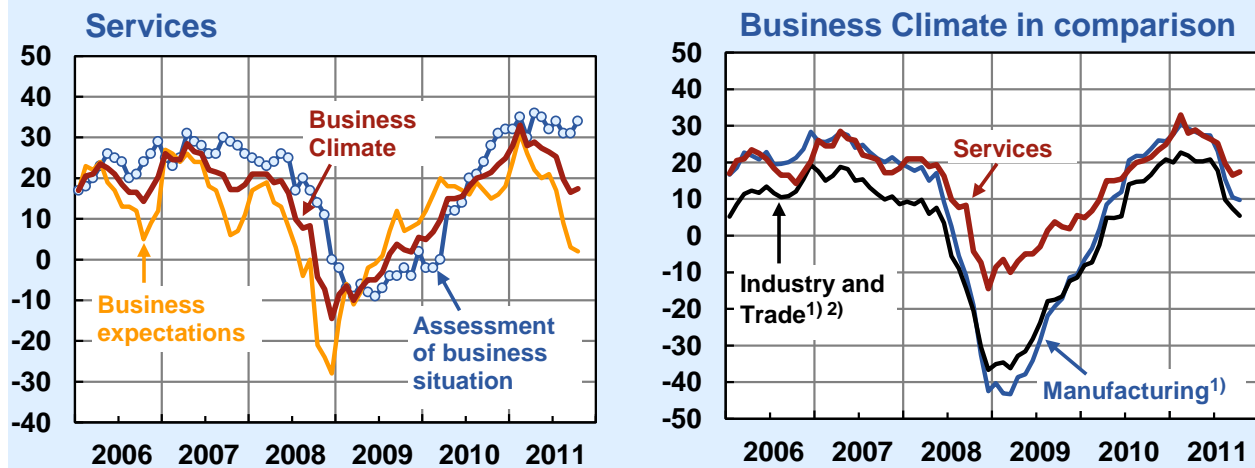 Services
50
40
30
20
10
0
-10
-20
-30
-40
Business
Climate
Business
expectations
Assessment
of business
situation
2006 2007 2008 2009 2010 2011
Business Climate in comparison
50
40
30
20
10
0
-10
-20
-30
-40
-50
Services
Industry and
Trade¹⁾ ²⁾
Manufacturing¹⁾
2006 2007 2008 2009 2010 2011